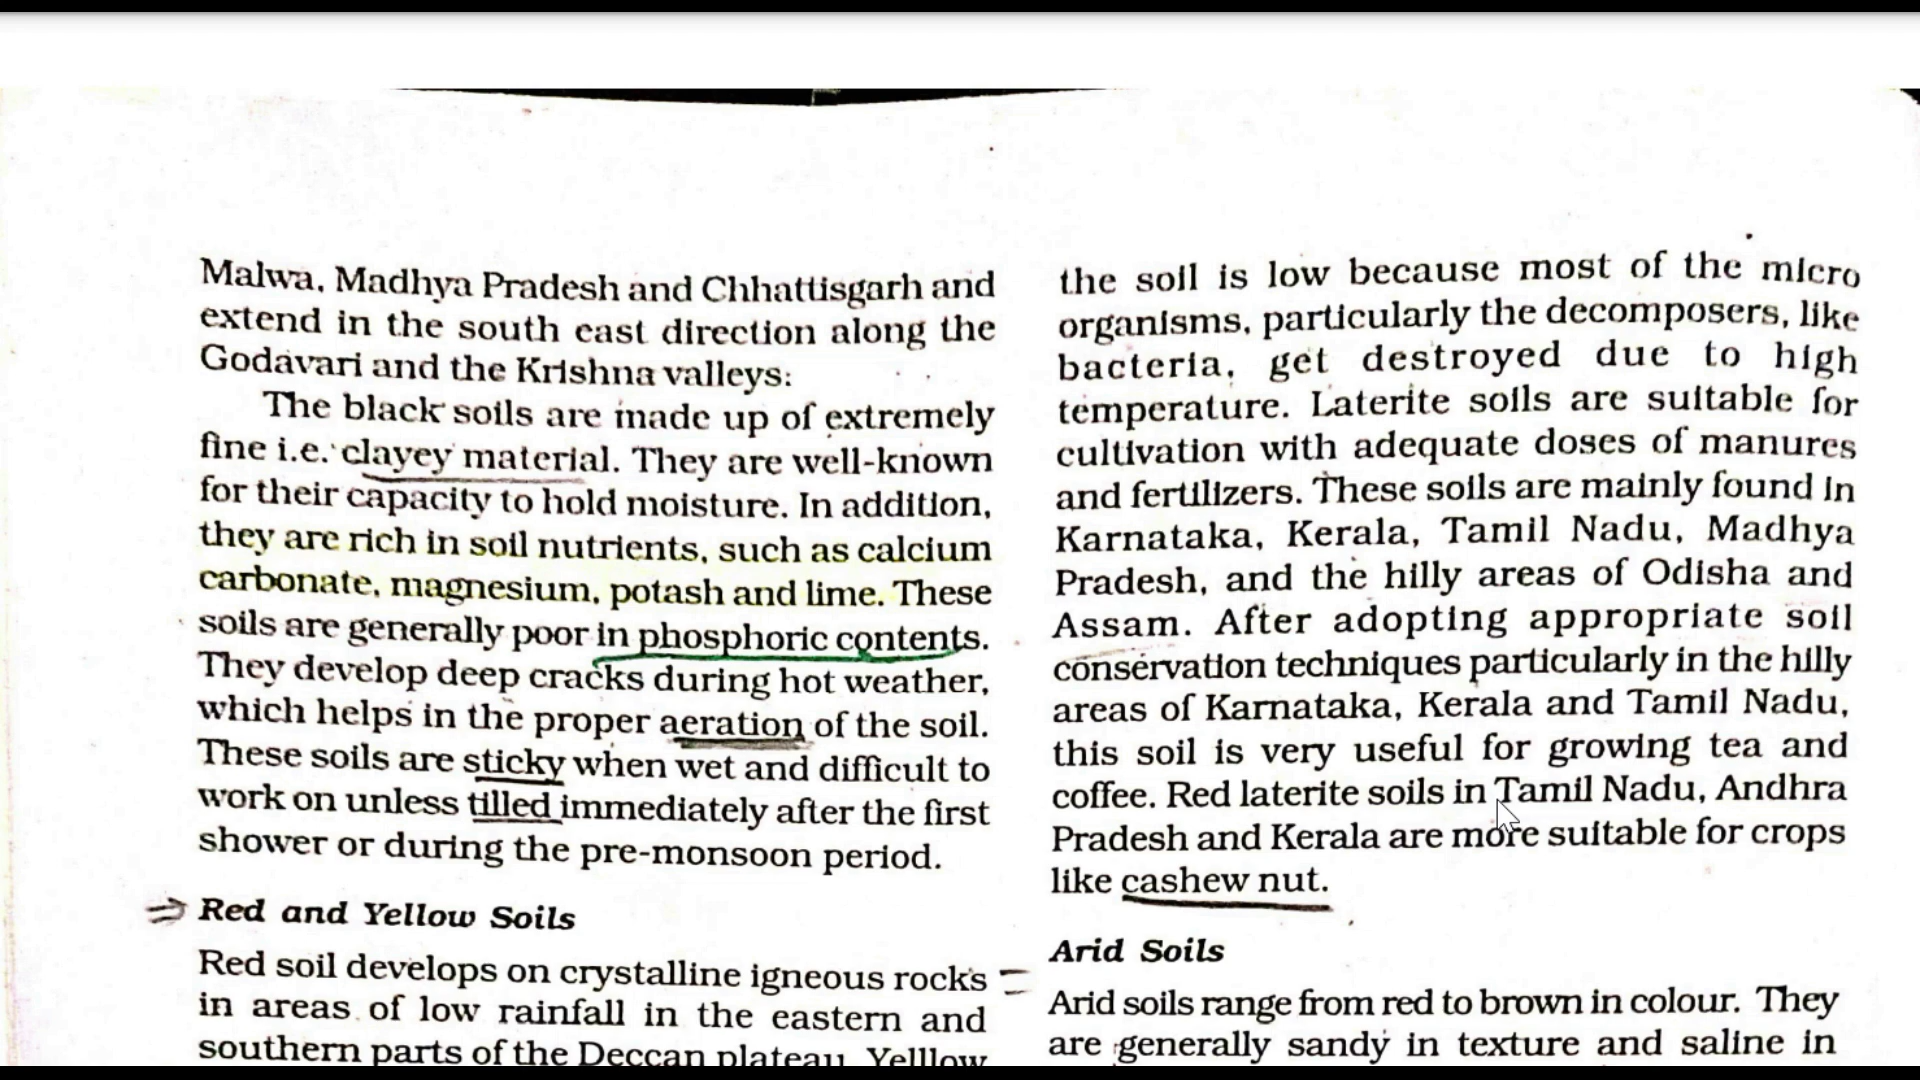 Malwa, Madhya Pradesh and Chhattisgarh and
extend in the south east direction along the
Godavari and the Krishna valleys.
The black soils are made up of extremely
fine i.e. clayey material. They are well-known
for their capacity to hold moisture. In addition,
they are rich in soil nutrients, such as calcium
carbonate, magnesium, potash and lime. These
soils are generally poor in phosphoric contents.
They develop deep cracks during hot weather,
which helps in the proper aeration of the soil.
These soils are sticky when wet and difficult to
work on unless tilled immediately after the first
shower or during the pre-monsoon period.
Red and Yellow Soils
Red soil develops on crystalline igneous rocks
in areas of low rainfall in the eastern and
southern parts of the Deccan plateau. Yelllow
the soil is low because most of the micro
organisms, particularly the decomposers, like
bacteria, get destroyed due to high
temperature. Laterite soils are suitable for
cultivation with adequate doses of manures
and fertilizers. These soils are mainly found in
Karnataka, Kerala, Tamil Nadu, Madhya
Pradesh, and the hilly areas of Odisha and
Assam. After adopting appropriate soil
conservation techniques particularly in the hilly
areas of Karnataka, Kerala and Tamil Nadu,
this soil is very useful for growing tea and
coffee. Red laterite soils in Tamil Nadu, Andhra
Pradesh and Kerala are more suitable for crops
like cashew nut.
Arid Soils
Arid soils range from red to brown in colour. They
are generally sandy in texture and saline in